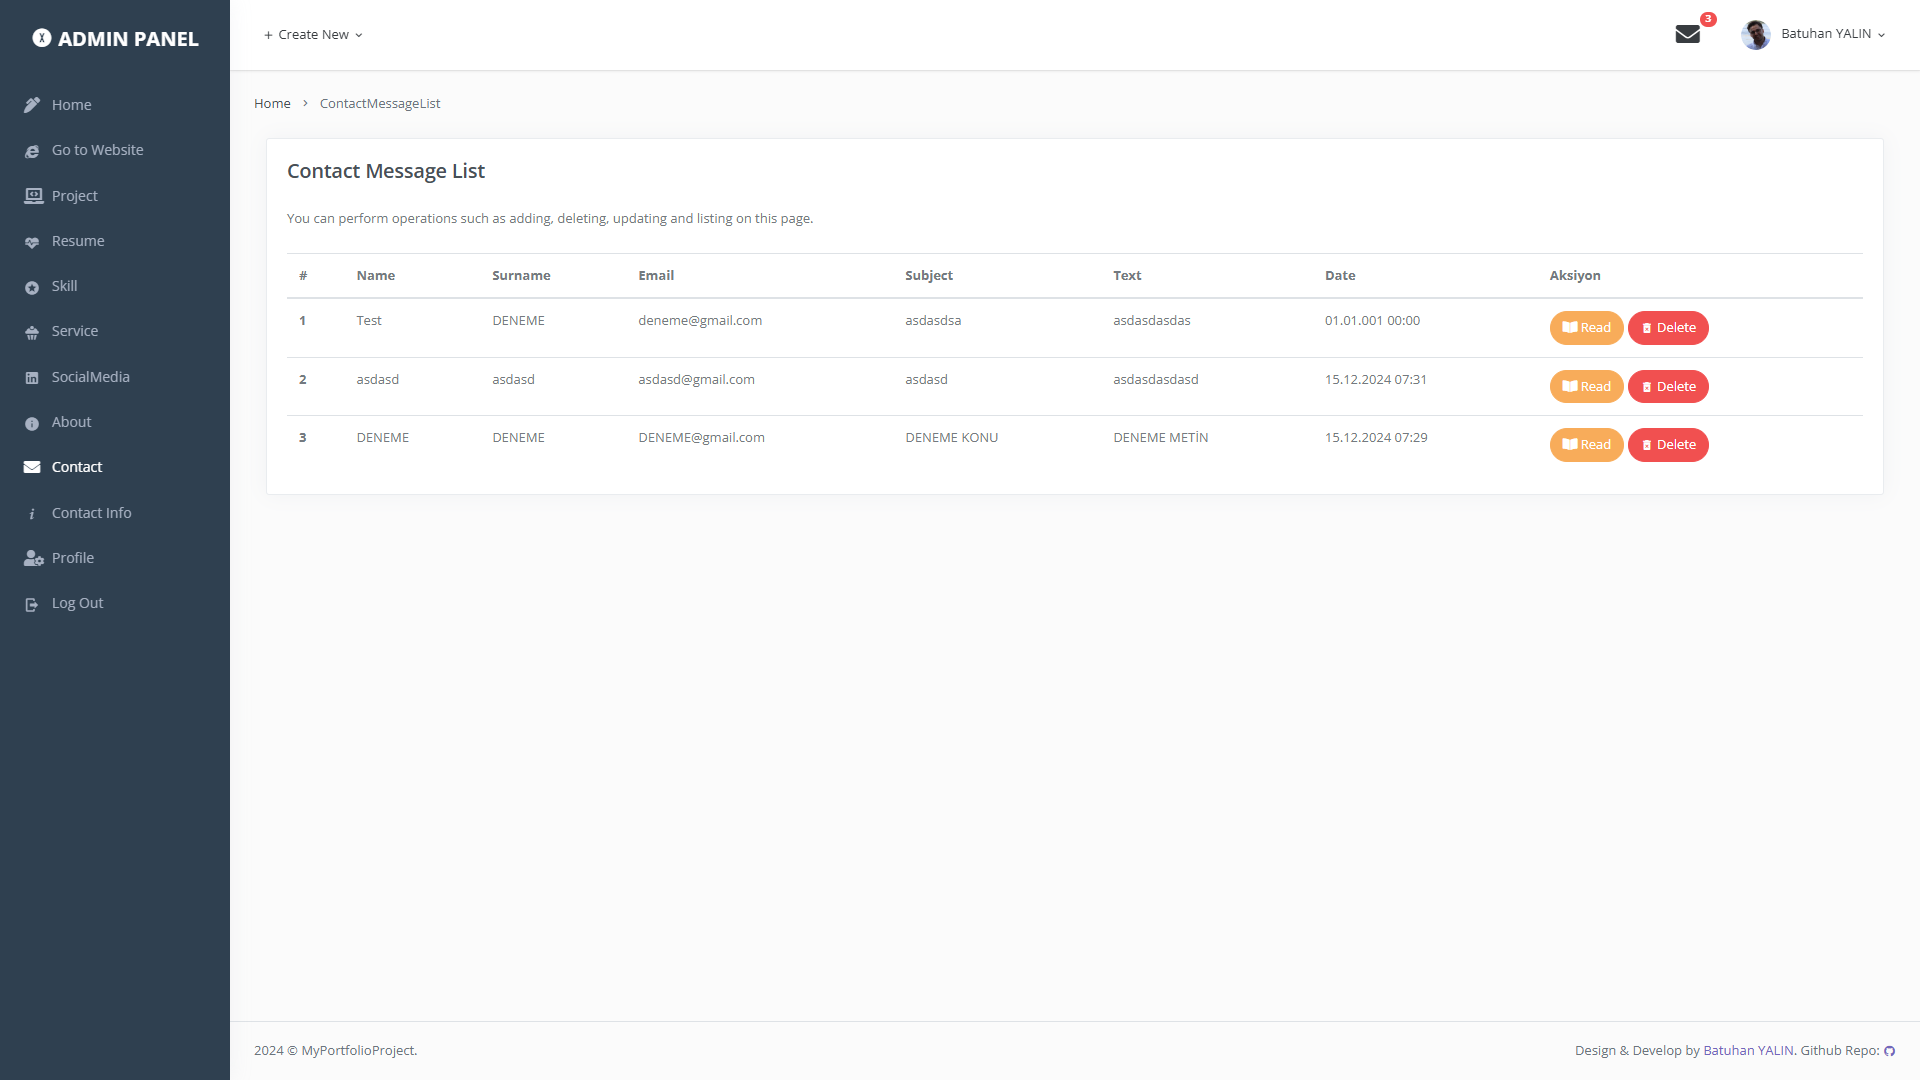 ADMIN PANEL
Home
Go to Website
Project
Resume
Skill
Service
SocialMedia
About
Contact
Contact Info
Profile
Log Out
+ Create New
3
Batuhan YALIN
Home > ContactMessageList
Contact Message List
You can perform operations such as adding, deleting, updating and listing on this page.
# Name Surname Email Subject Text Date Aksiyon
1 Test DENEME deneme@gmail.com asdasdsa asdasdasdas 01.01.001 00:00 Read Delete
2 asdasd asdasd asdasd@gmail.com asdasd asdasdasdasd 15.12.2024 07:31 Read Delete
3 DENEME DENEME DENEME@gmail.com DENEME KONU DENEME METİN 15.12.2024 07:29 Read Delete
2024 © MyPortfolioProject.
Design & Develop by Batuhan YALIN. Github Repo: